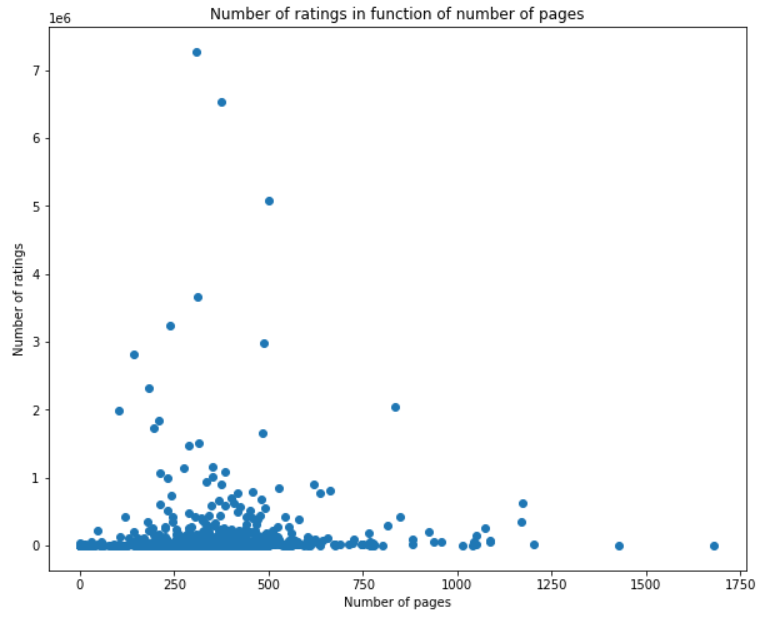 Number of ratings in function of number of pages
1e6
7
6
5
4
3
2
1
0
Number of ratings
0 250 500 750 1000 1250 1500 1750
Number of pages